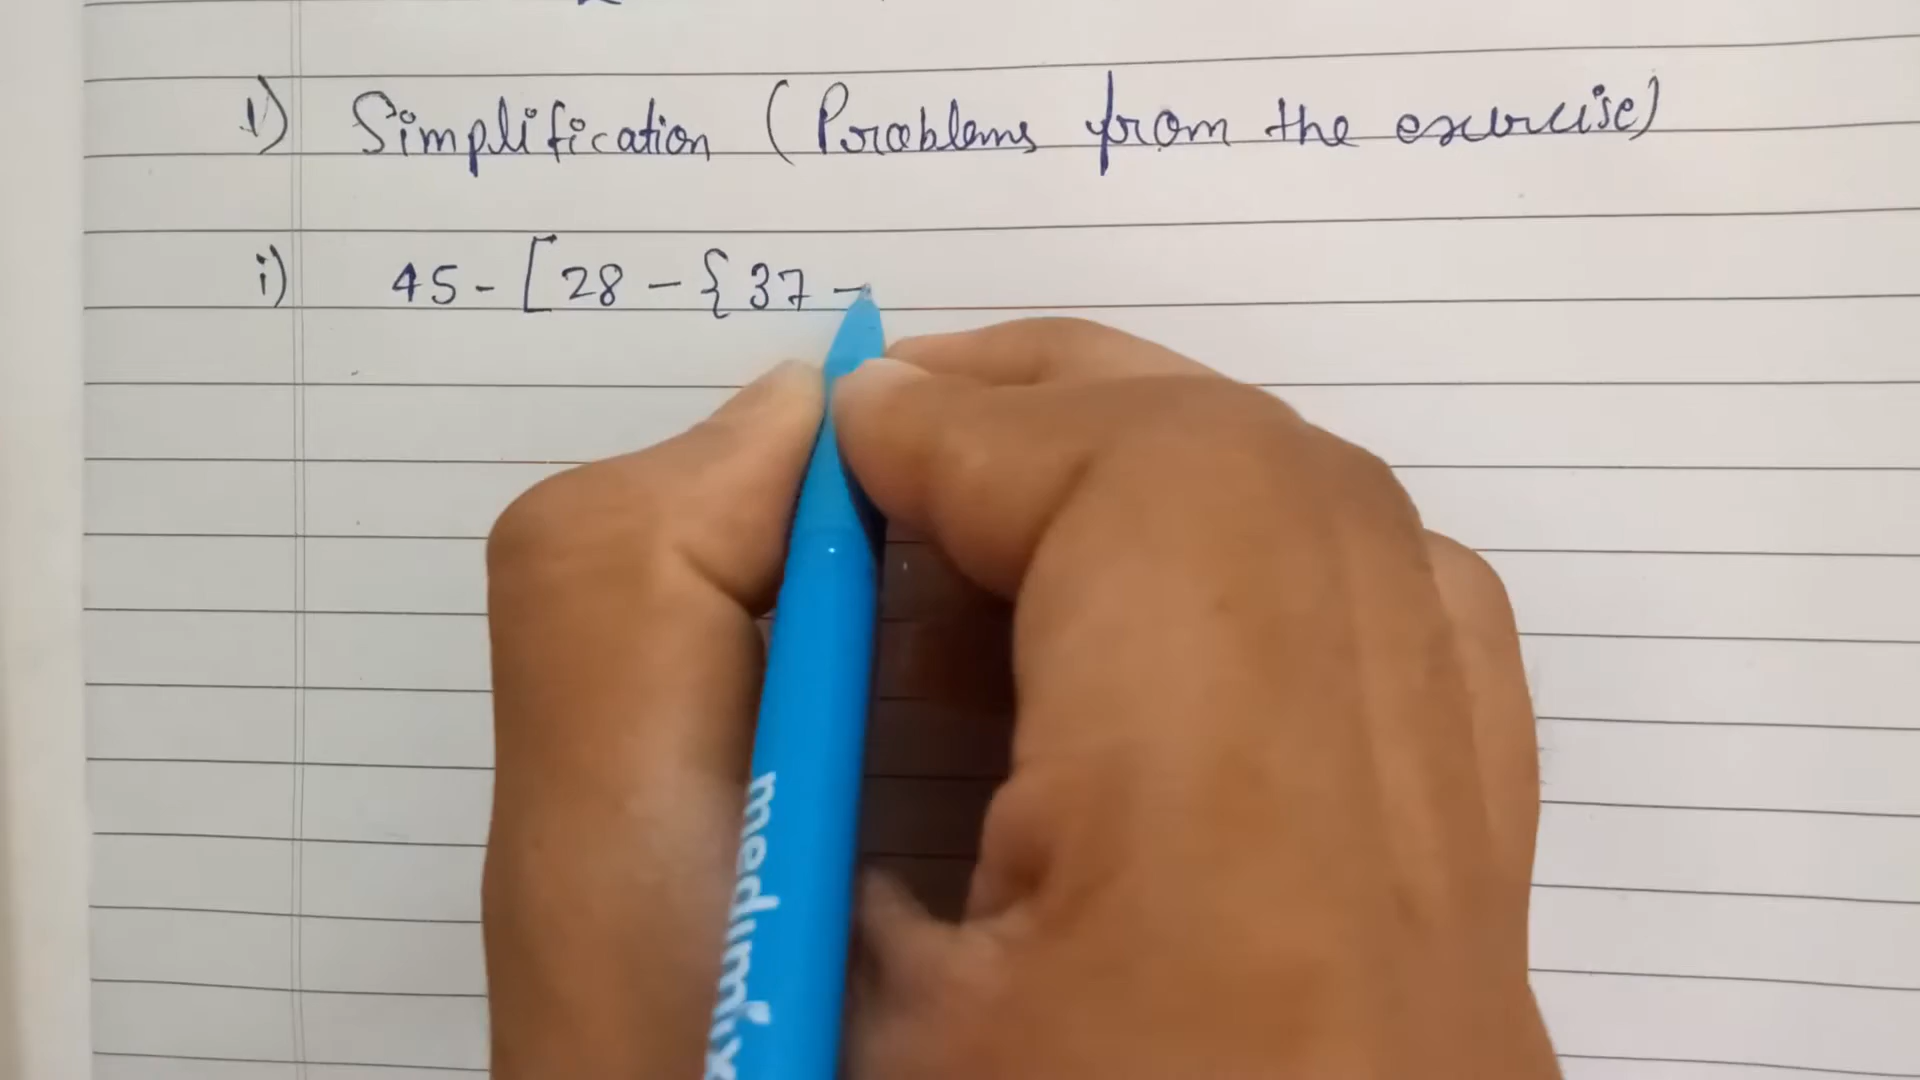 1) Simplification (Problems from the exercise)
i) 45 - [28 - {37 -
medimix